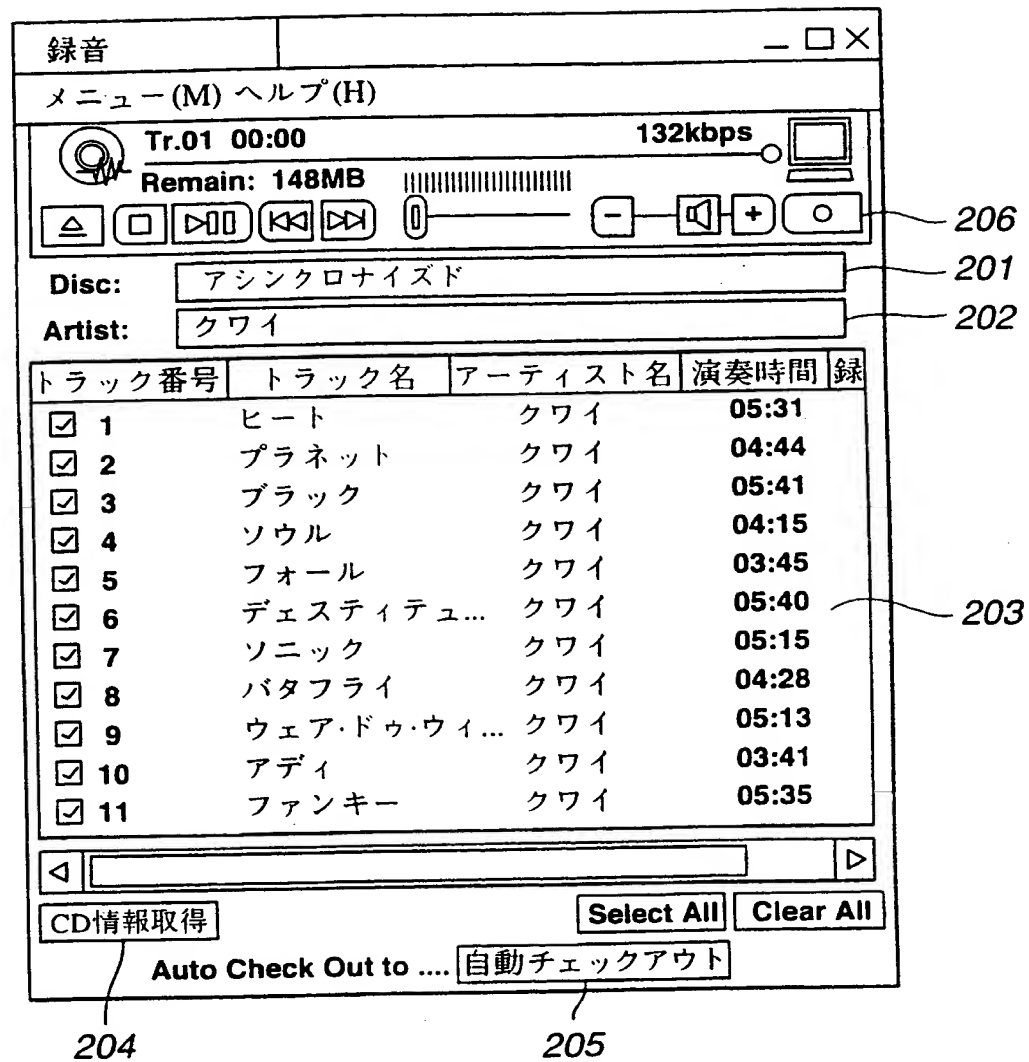 録音
メニュー(M) ヘルプ(H)
Tr.01 00:00 132kbps
Remain: 148MB
206
Disc: アシンクロナイズド 201
Artist: クワイ 202
トラック番号 トラック名 アーティスト名 演奏時間 録
1 ヒート クワイ 05:31
2 プラネット クワイ 04:44
3 ブラック クワイ 05:41
4 ソウル クワイ 04:15
5 フォール クワイ 03:45
6 デェスティテュ... クワイ 05:40 203
7 ソニック クワイ 05:15
8 バタフライ クワイ 04:28
9 ウェア・ドゥ・ウィ... クワイ 05:13
10 アディ クワイ 03:41
11 ファンキー クワイ 05:35
CD情報取得 Select All Clear All
Auto Check Out to .... 自動チェックアウト
204 205